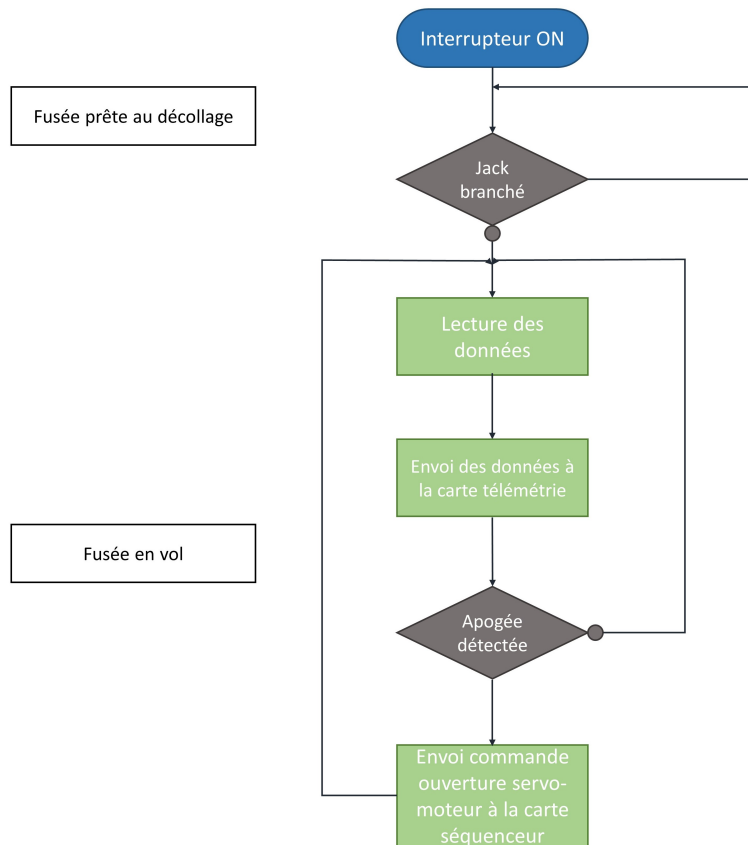 Interrupteur ON
Fusée prête au décollage
Jack
branché
Lecture des
données
Envoi des données à
la carte télémétrie
Fusée en vol
Apogée
détectée
Envoi commande
ouverture servo-
moteur à la carte
séquenceur